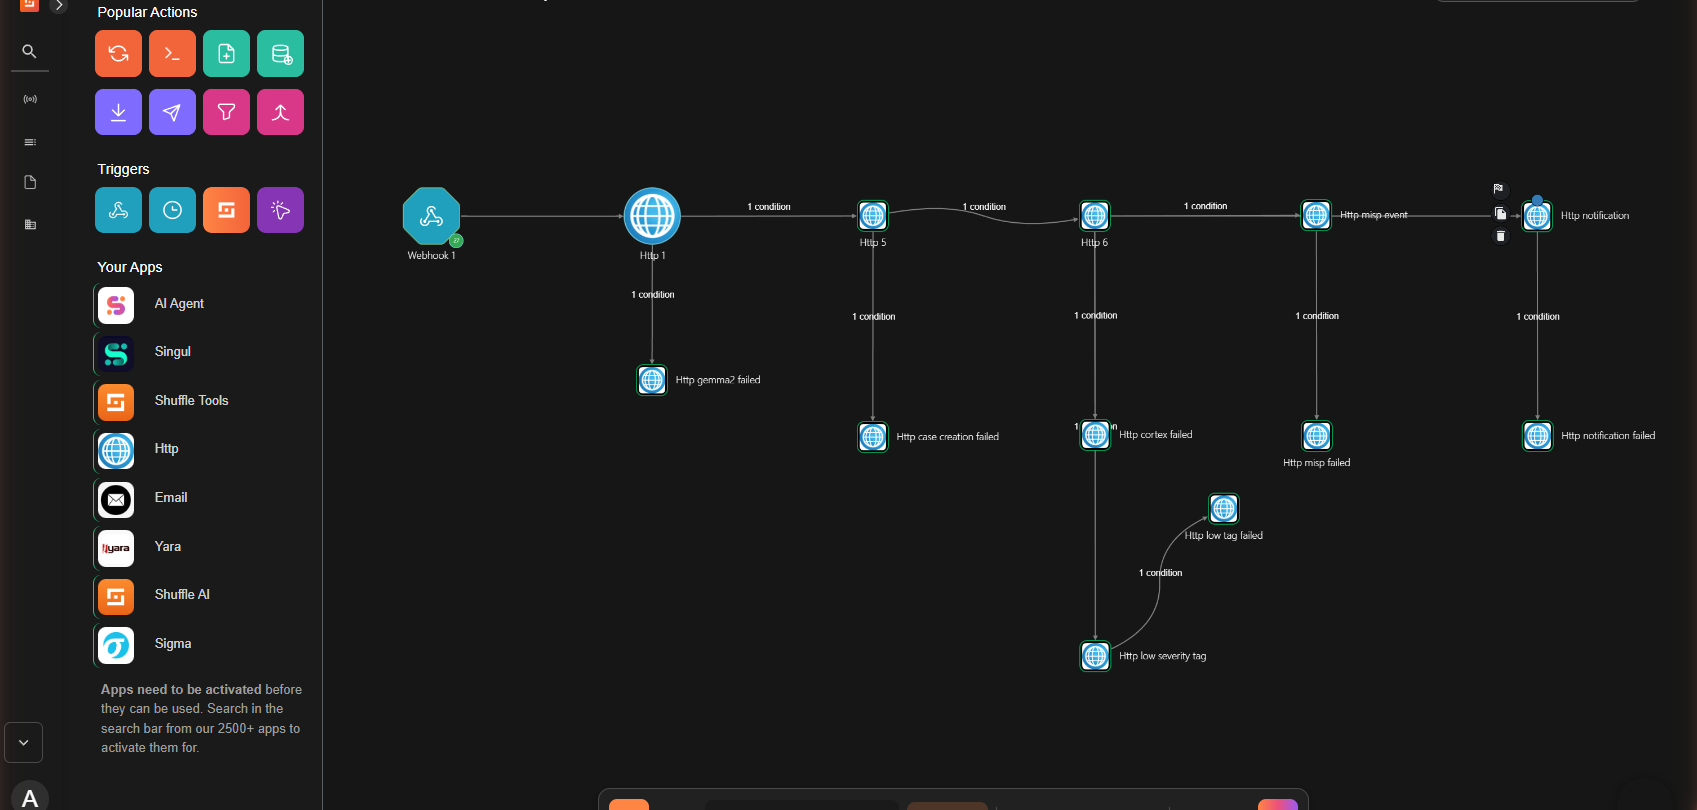 Popular Actions
Triggers
Your Apps
AI Agent
Singul
Shuffle Tools
Http
Email
yara
Yara
Shuffle AI
Sigma
Apps need to be activated before
they can be used. Search in the
search bar from our 2500+ apps to
activate them for.
A
Webhook 1
27
Http 1
1 condition
Http 5
1 condition
Http 6
1 condition
Http misp event
Http notification
1 condition
1 condition
1 condition
1 condition
1 condition
Http gemma2 failed
Http case creation failed
Http cortex failed
Http misp failed
Http notification failed
Http low tag failed
1 condition
Http low severity tag